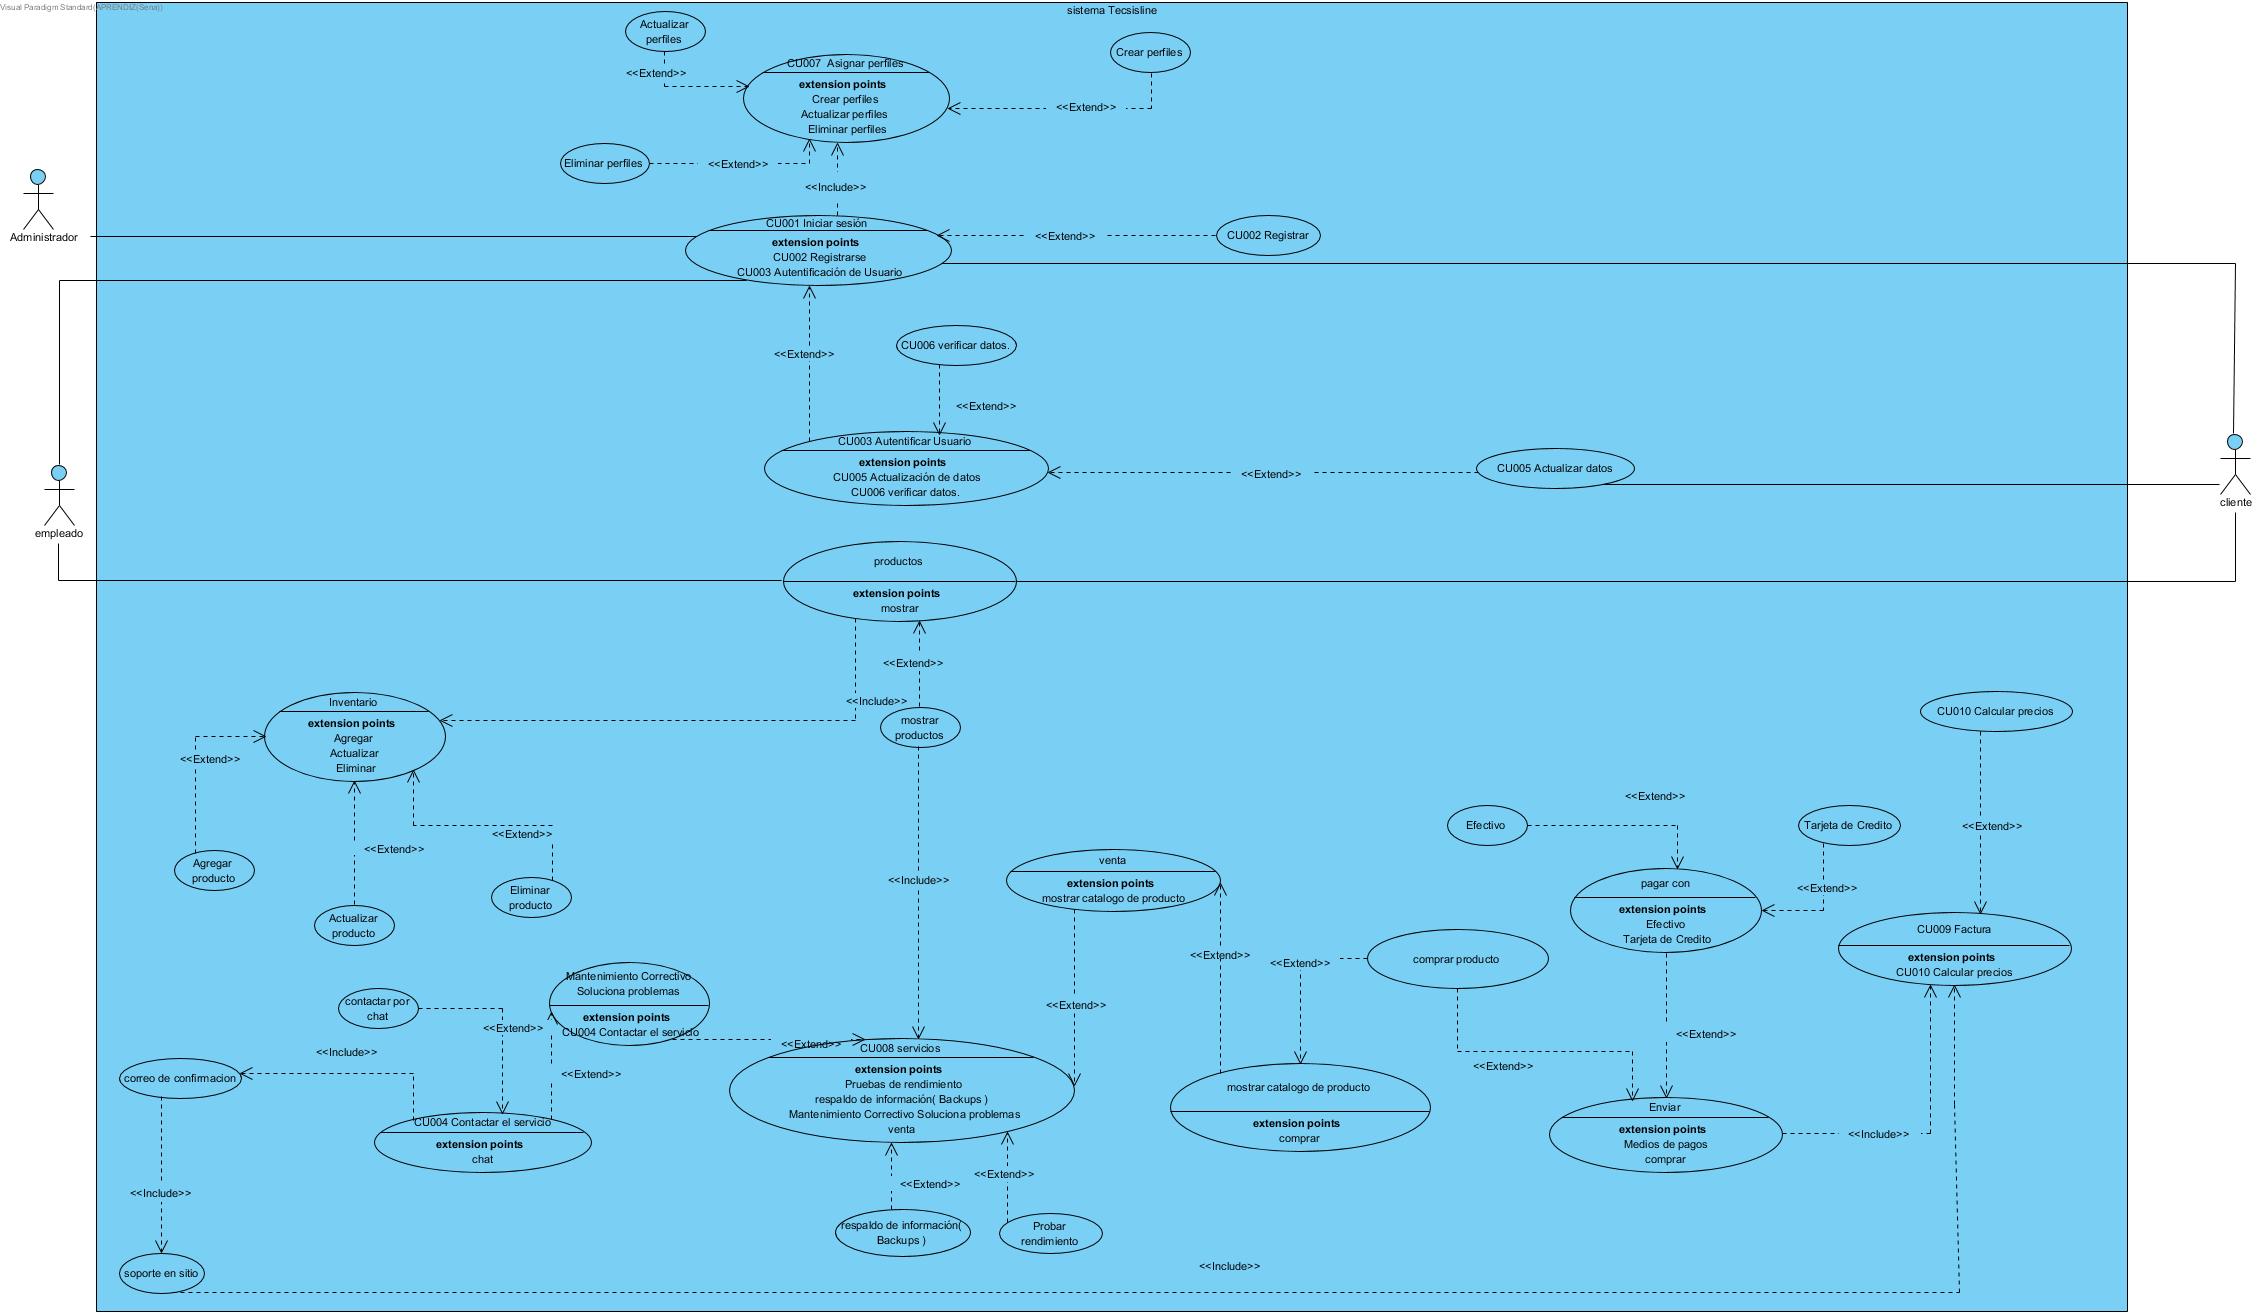 Visual Paradigm Standard(APRENDIZ(Sena))
sistema Tecsisline
Actualizar
perfiles
Crear perfiles
<<Extend>>
CU007  Asignar perfiles
extension points
Crear perfiles
Actualizar perfiles
Eliminar perfiles
<<Extend>>
Eliminar perfiles
<<Extend>>
<<Include>>
Administrador
CU001 Iniciar sesión
extension points
CU002 Registrarse
CU003 Autentificación de Usuario
<<Extend>>
CU002 Registrar
<<Extend>>
CU006 verificar datos.
<<Extend>>
CU003 Autentificar Usuario
extension points
CU005 Actualización de datos
CU006 verificar datos.
<<Extend>>
CU005 Actualizar datos
empleado
cliente
productos
extension points
mostrar
<<Extend>>
<<Include>>
mostrar
productos
Inventario
extension points
Agregar
Actualizar
Eliminar
<<Extend>>
<<Extend>>
<<Extend>>
Agregar
producto
Actualizar
producto
Eliminar
producto
<<Include>>
CU010 Calcular precios
<<Extend>>
<<Extend>>
Efectivo
Tarjeta de Credito
<<Extend>>
pagar con
extension points
Efectivo
Tarjeta de Credito
venta
extension points
mostrar catalogo de producto
CU009 Factura
extension points
CU010 Calcular precios
<<Extend>>
<<Extend>>
comprar producto
<<Extend>>
Mantenimiento Correctivo
Soluciona problemas
extension points
CU004 Contactar el servicio
contactar por
chat
<<Extend>>
<<Extend>>
<<Include>>
<<Extend>>
<<Extend>>
<<Extend>>
correo de confirmacion
<<Extend>>
CU008 servicios
extension points
Pruebas de rendimiento
respaldo de información( Backups )
Mantenimiento Correctivo Soluciona problemas
venta
mostrar catalogo de producto
extension points
comprar
CU004 Contactar el servicio
extension points
chat
Enviar
extension points
Medios de pagos
comprar
<<Include>>
<<Include>>
<<Extend>>
<<Extend>>
respaldo de información(
Backups )
Probar
rendimiento
soporte en sitio
<<Include>>